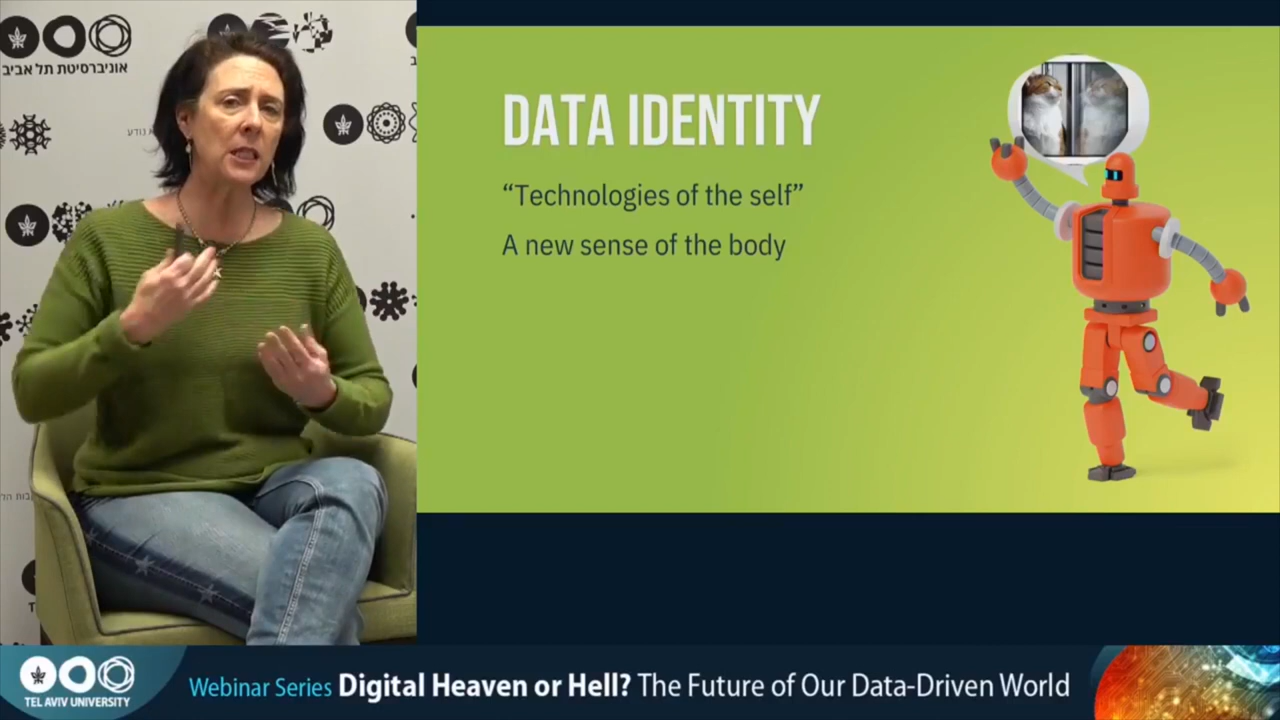 אוניברסיטת תל אביב
DATA IDENTITY
“Technologies of the self”
A new sense of the body
TEL AVIV UNIVERSITY
Webinar Series Digital Heaven or Hell? The Future of Our Data-Driven World